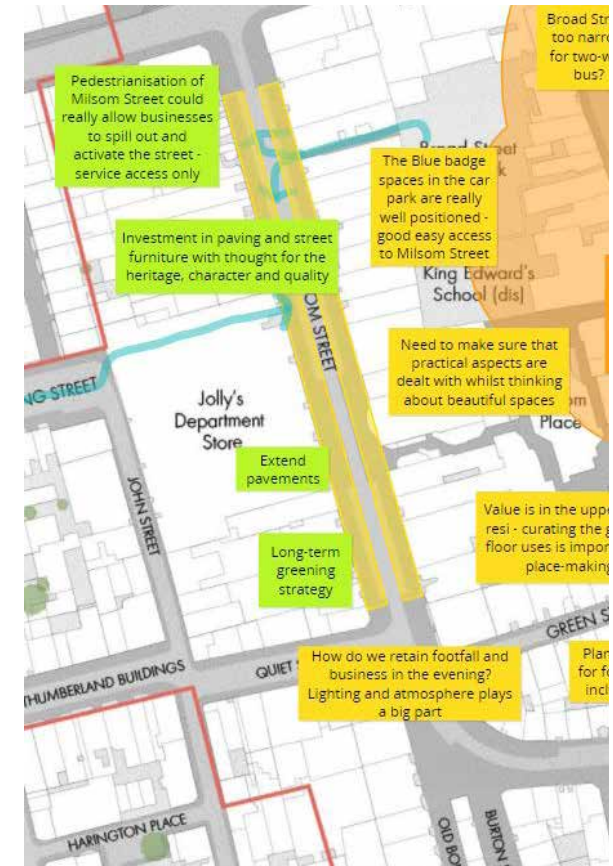 Broad Str
too narro
for two-w
bus?
Pedestrianisation of
Milsom Street could
really allow businesses
to spill out and
activate the street -
service access only
The Blue badge
spaces in the car
park are really
well positioned -
good easy access
to Milsom Street
Investment in paving and street
furniture with thought for the
heritage, character and quality
King Edward's
School (dis)
OM STREET
Need to make sure that
practical aspects are
dealt with whilst thinking
about beautiful spaces
NG STREET
Jolly's
Department
Store
Place
Extend
pavements
JOHN STREET
Value is in the uppe
resi - curating the g
floor uses is impor
place-making
Long-term
greening
strategy
GREEN S
How do we retain footfall and
business in the evening?
Lighting and atmosphere plays
a big part
QUIET
Plan
for fo
incl
THUMBERLAND BUILDINGS
HARINGTON PLACE
OLD BO
BURTON